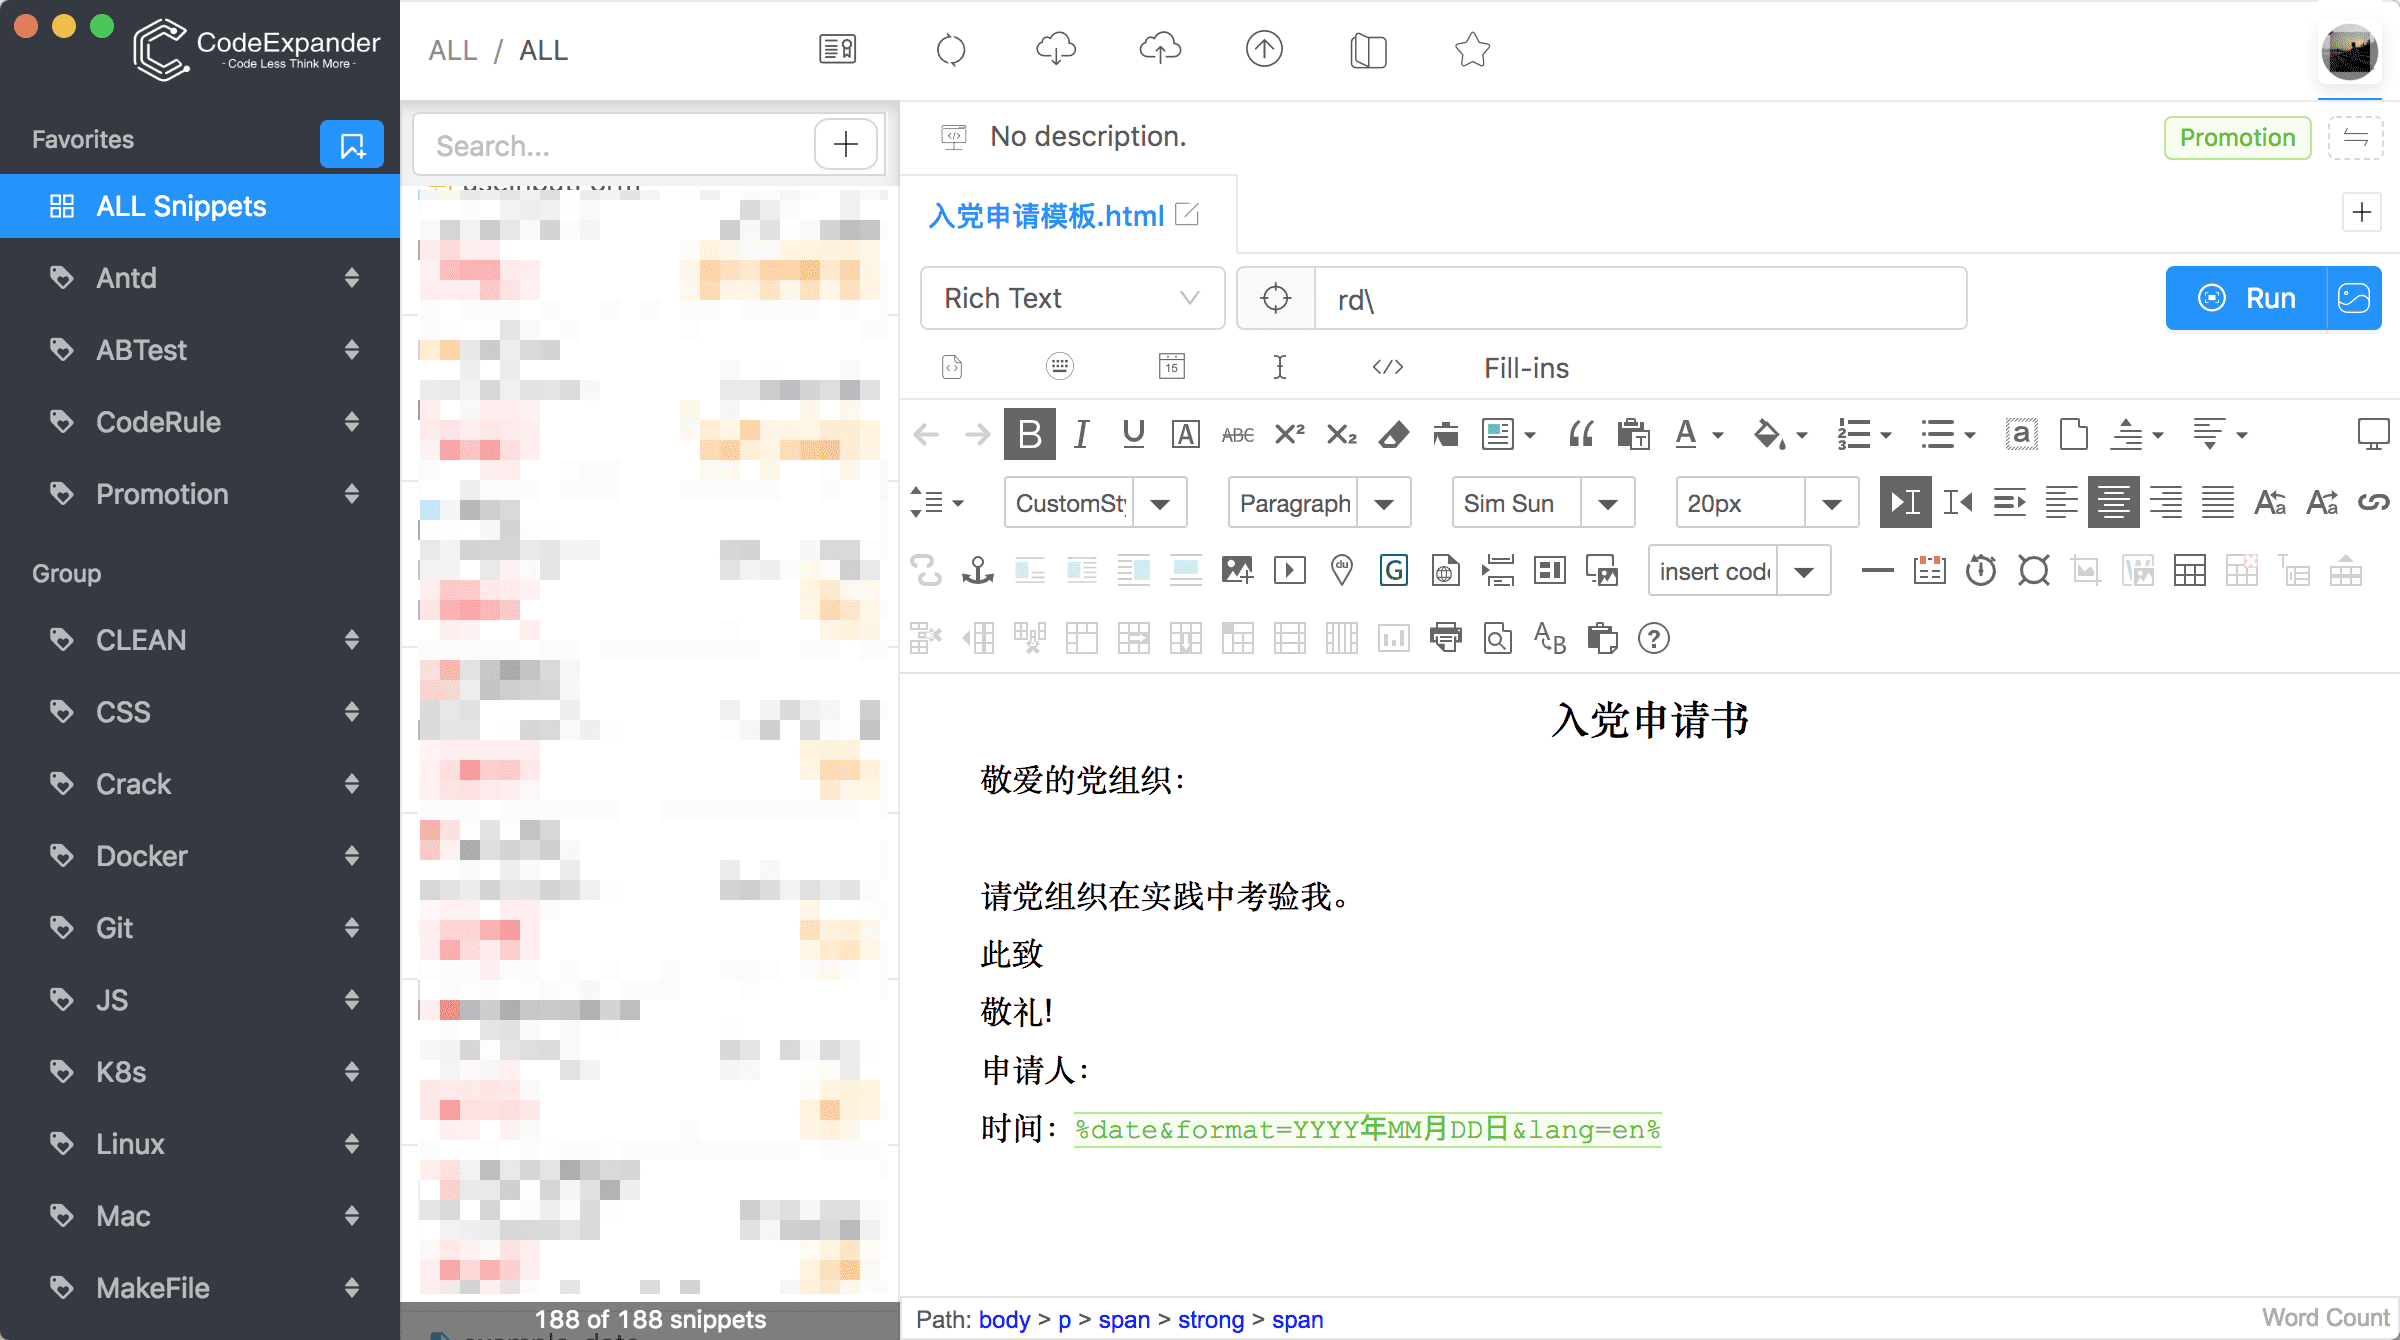 CodeExpander
- Code Less Think More -
ALL / ALL
Favorites
ALL Snippets
Antd
ABTest
CodeRule
Promotion
Group
CLEAN
CSS
Crack
Docker
Git
JS
K8s
Linux
Mac
MakeFile
Search...
188 of 188 snippets
No description.
Promotion
入党申请模板.html
Rich Text
rd\
Run
15
Fill-ins
B I U A ABC
CustomSty
Paragraph
Sim Sun
20px
insert code
入党申请书
敬爱的党组织：
请党组织在实践中考验我。
此致
敬礼！
申请人：
时间：%date&format=YYYY年MM月DD日&lang=en%
Path: body > p > span > strong > span
Word Count